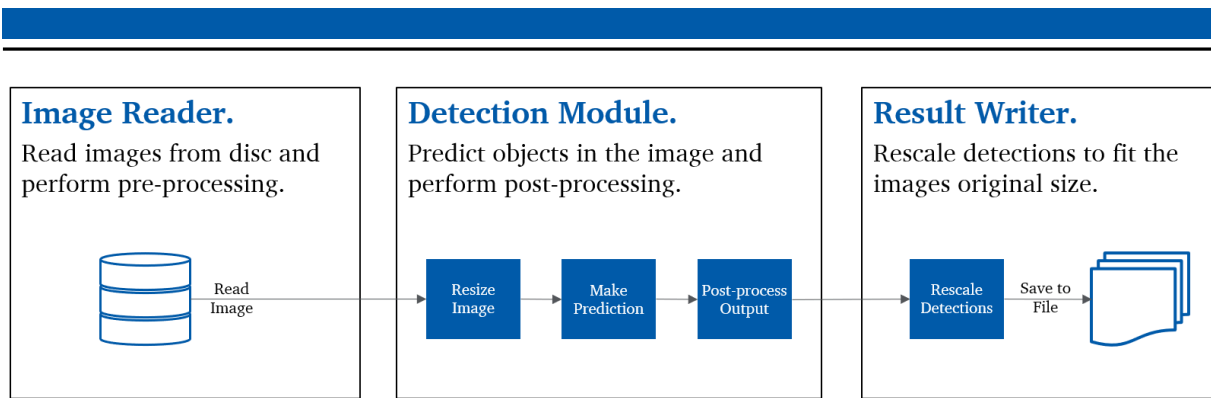 Image Reader.
Read images from disc and
perform pre-processing.
Read
Image
Detection Module.
Predict objects in the image and
perform post-processing.
Resize
Image
Make
Prediction
Post-process
Output
Result Writer.
Rescale detections to fit the
images original size.
Rescale
Detections
Save to
File